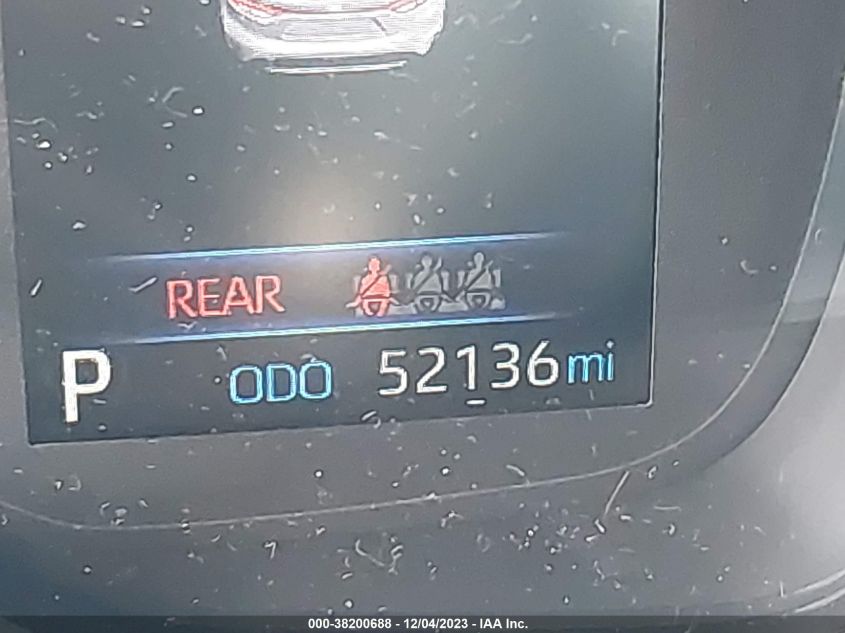 REAR
P ODO 52136 mi
000-38200688 - 12/04/2023 - IAA Inc.